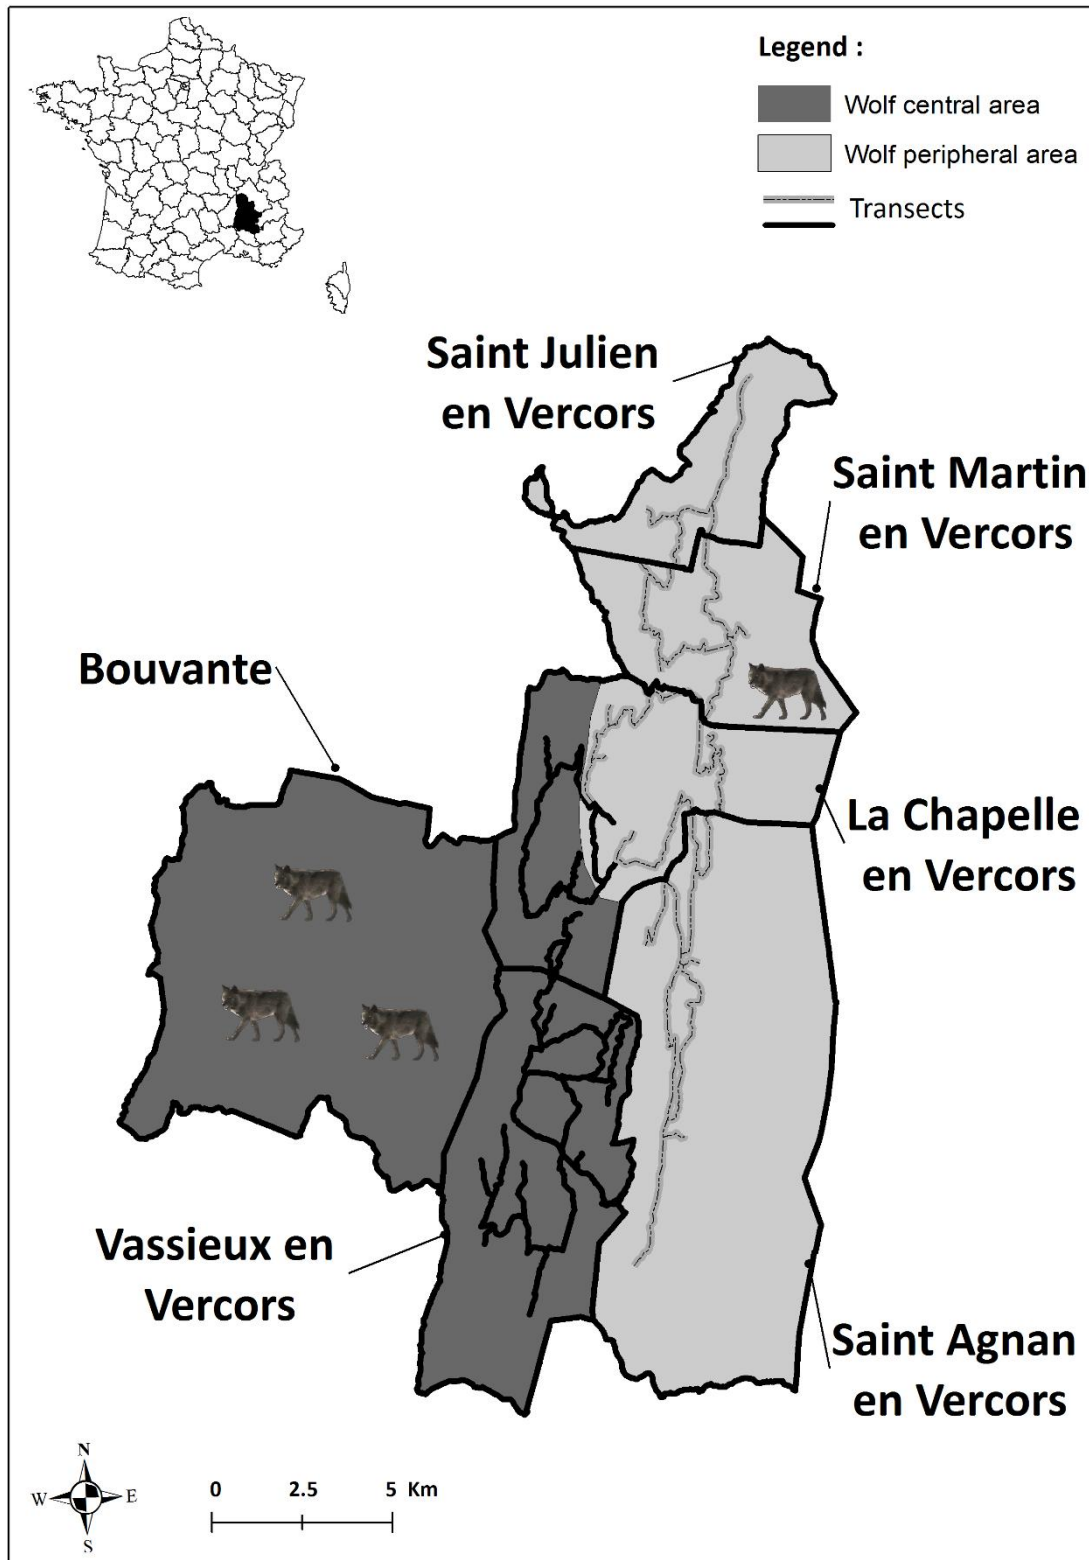 Legend :
Wolf central area
Wolf peripheral area
Transects
Saint Julien
en Vercors
Saint Martin
en Vercors
Bouvante
La Chapelle
en Vercors
Vassieux en
Vercors
Saint Agnan
en Vercors
N
W E
S
0 2.5 5 Km